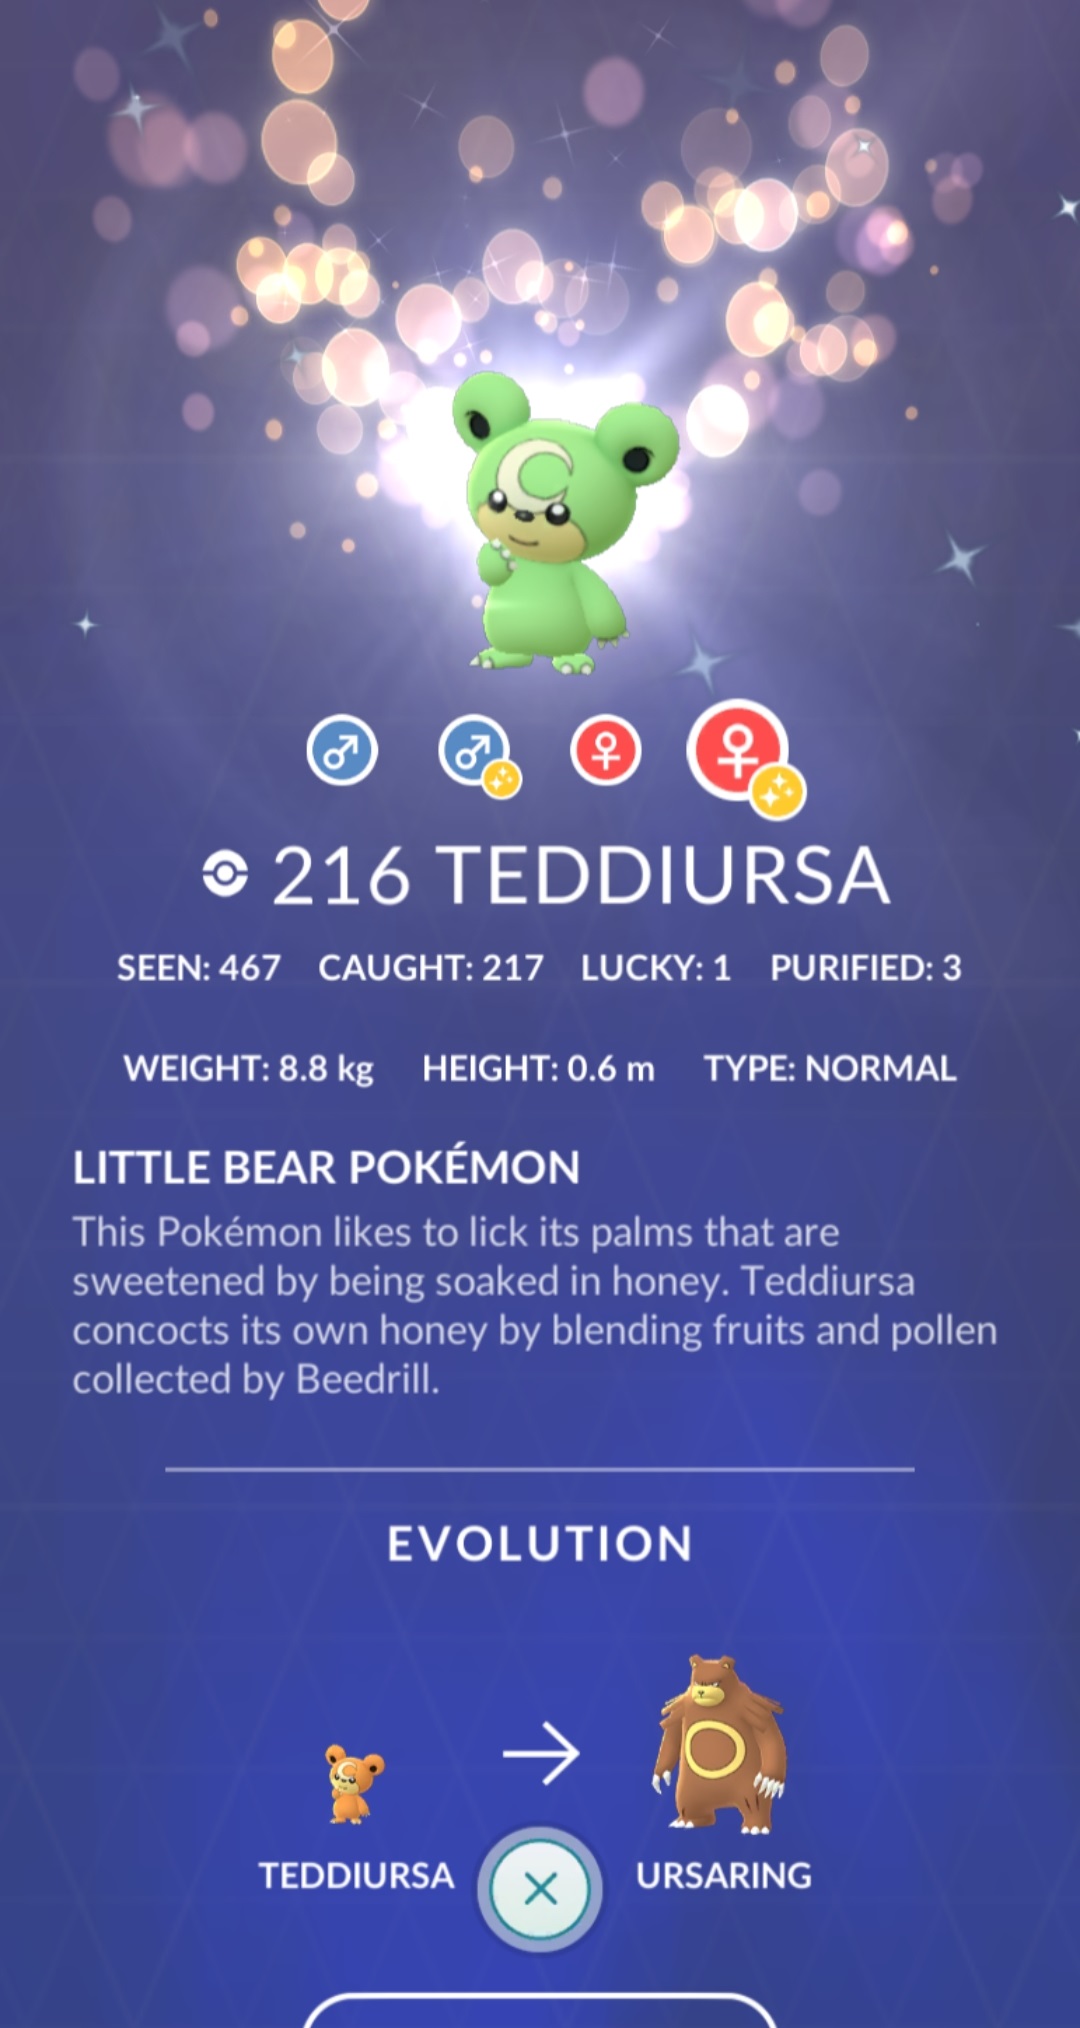 216 TEDDIURSA
SEEN: 467 CAUGHT: 217 LUCKY: 1 PURIFIED: 3
WEIGHT: 8.8 kg HEIGHT: 0.6 m TYPE: NORMAL
LITTLE BEAR POKÉMON
This Pokémon likes to lick its palms that are
sweetened by being soaked in honey. Teddiursa
concocts its own honey by blending fruits and pollen
collected by Beedrill.
EVOLUTION
TEDDIURSA URSARING